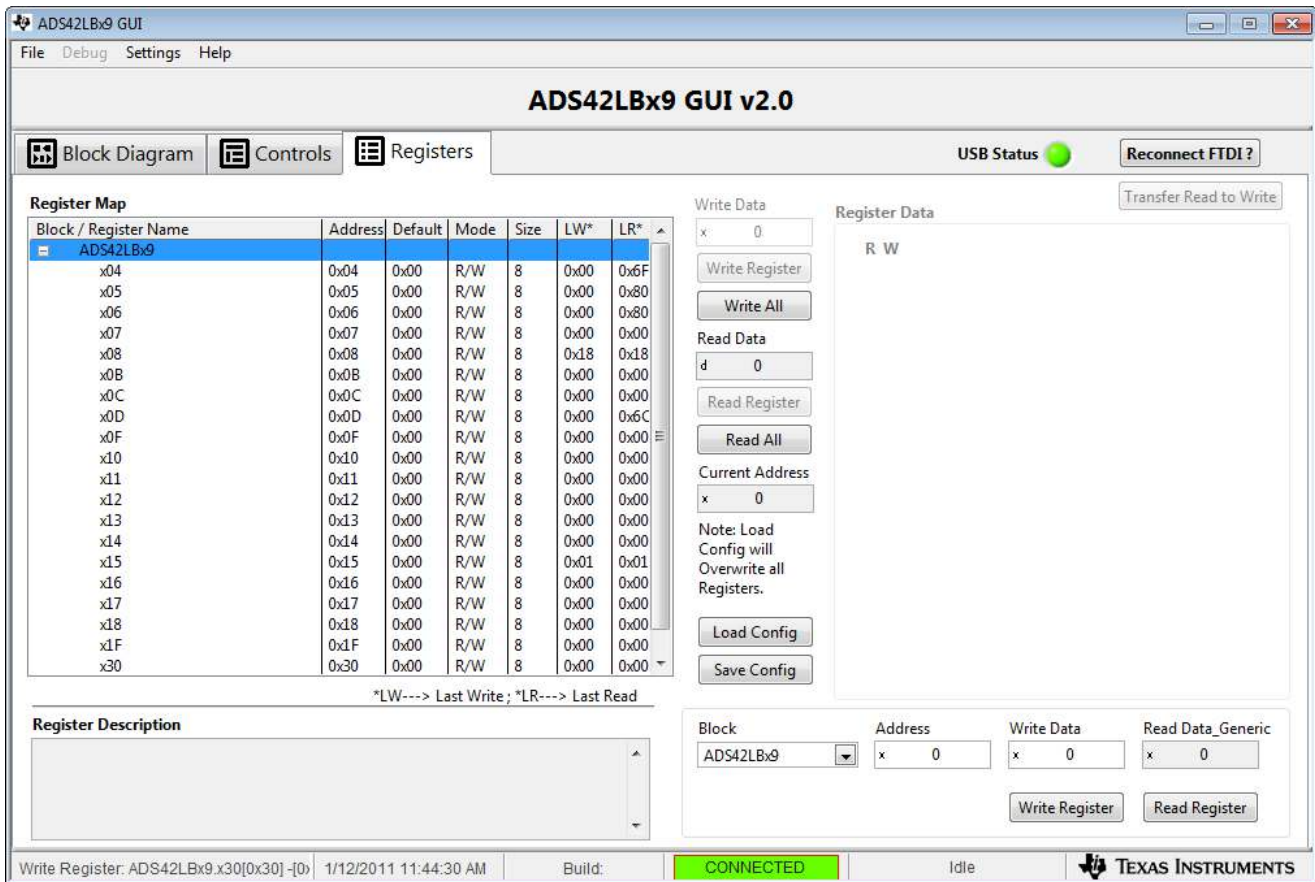 ADS42LBx9 GUI
File Debug Settings Help
ADS42LBx9 GUI v2.0
Block Diagram Controls Registers USB Status Reconnect FTDI ?
Transfer Read to Write
Register Map
Block / Register Name Address Default Mode Size LW* LR*
ADS42LBx9
x04 0x04 0x00 R/W 8 0x00 0x6F
x05 0x05 0x00 R/W 8 0x00 0x80
x06 0x06 0x00 R/W 8 0x00 0x80
x07 0x07 0x00 R/W 8 0x00 0x00
x08 0x08 0x00 R/W 8 0x18 0x18
x0B 0x0B 0x00 R/W 8 0x00 0x00
x0C 0x0C 0x00 R/W 8 0x00 0x00
x0D 0x0D 0x00 R/W 8 0x00 0x6C
x0F 0x0F 0x00 R/W 8 0x00 0x00
x10 0x10 0x00 R/W 8 0x00 0x00
x11 0x11 0x00 R/W 8 0x00 0x00
x12 0x12 0x00 R/W 8 0x00 0x00
x13 0x13 0x00 R/W 8 0x00 0x00
x14 0x14 0x00 R/W 8 0x00 0x00
x15 0x15 0x00 R/W 8 0x01 0x01
x16 0x16 0x00 R/W 8 0x00 0x00
x17 0x17 0x00 R/W 8 0x00 0x00
x18 0x18 0x00 R/W 8 0x00 0x00
x1F 0x1F 0x00 R/W 8 0x00 0x00
x30 0x30 0x00 R/W 8 0x00 0x00
*LW---> Last Write ; *LR---> Last Read
Write Data
x 0
Write Register
Write All
Read Data
d 0
Read Register
Read All
Current Address
x 0
Note: Load
Config will
Overwrite all
Registers.
Load Config
Save Config
Register Data
R W
Register Description
Block Address Write Data Read Data_Generic
ADS42LBx9 x 0 x 0 x 0
Write Register Read Register
Write Register: ADS42LBx9.x30[0x30] -[0x 1/12/2011 11:44:30 AM Build: CONNECTED Idle TEXAS INSTRUMENTS